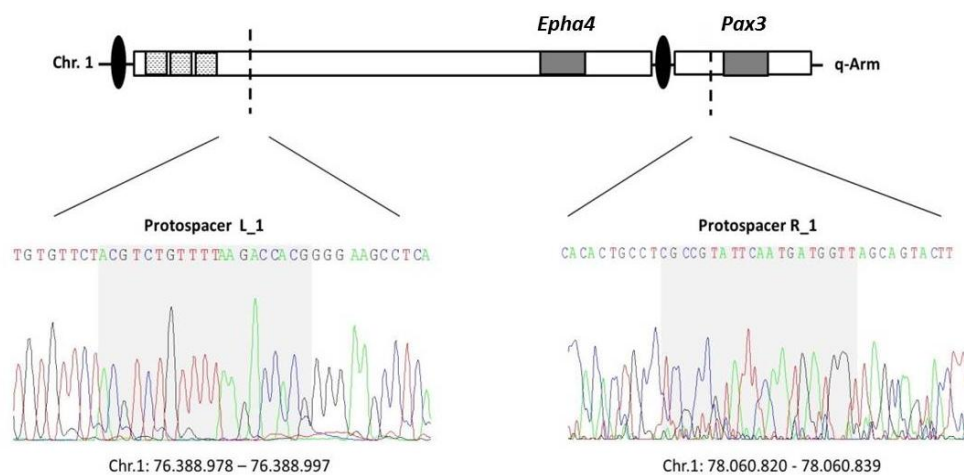 Epha4 Pax3
Chr. 1 q-Arm
Protospacer L_1 Protospacer R_1
TGTGTTCTACGTCTGTTTTAAGACCACGGGGAAGCCTCA CACACTGCCTCGCCGTATTCAATGATGGTTAGCAGTACTT
Chr.1: 76.388.978 – 76.388.997 Chr.1: 78.060.820 - 78.060.839